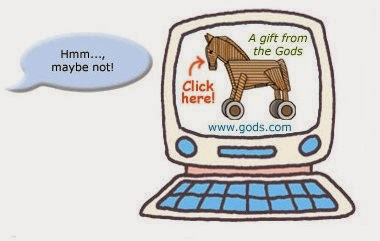 Hmm...,
maybe not!
A gift from
the Gods
Click
here!
www.gods.com